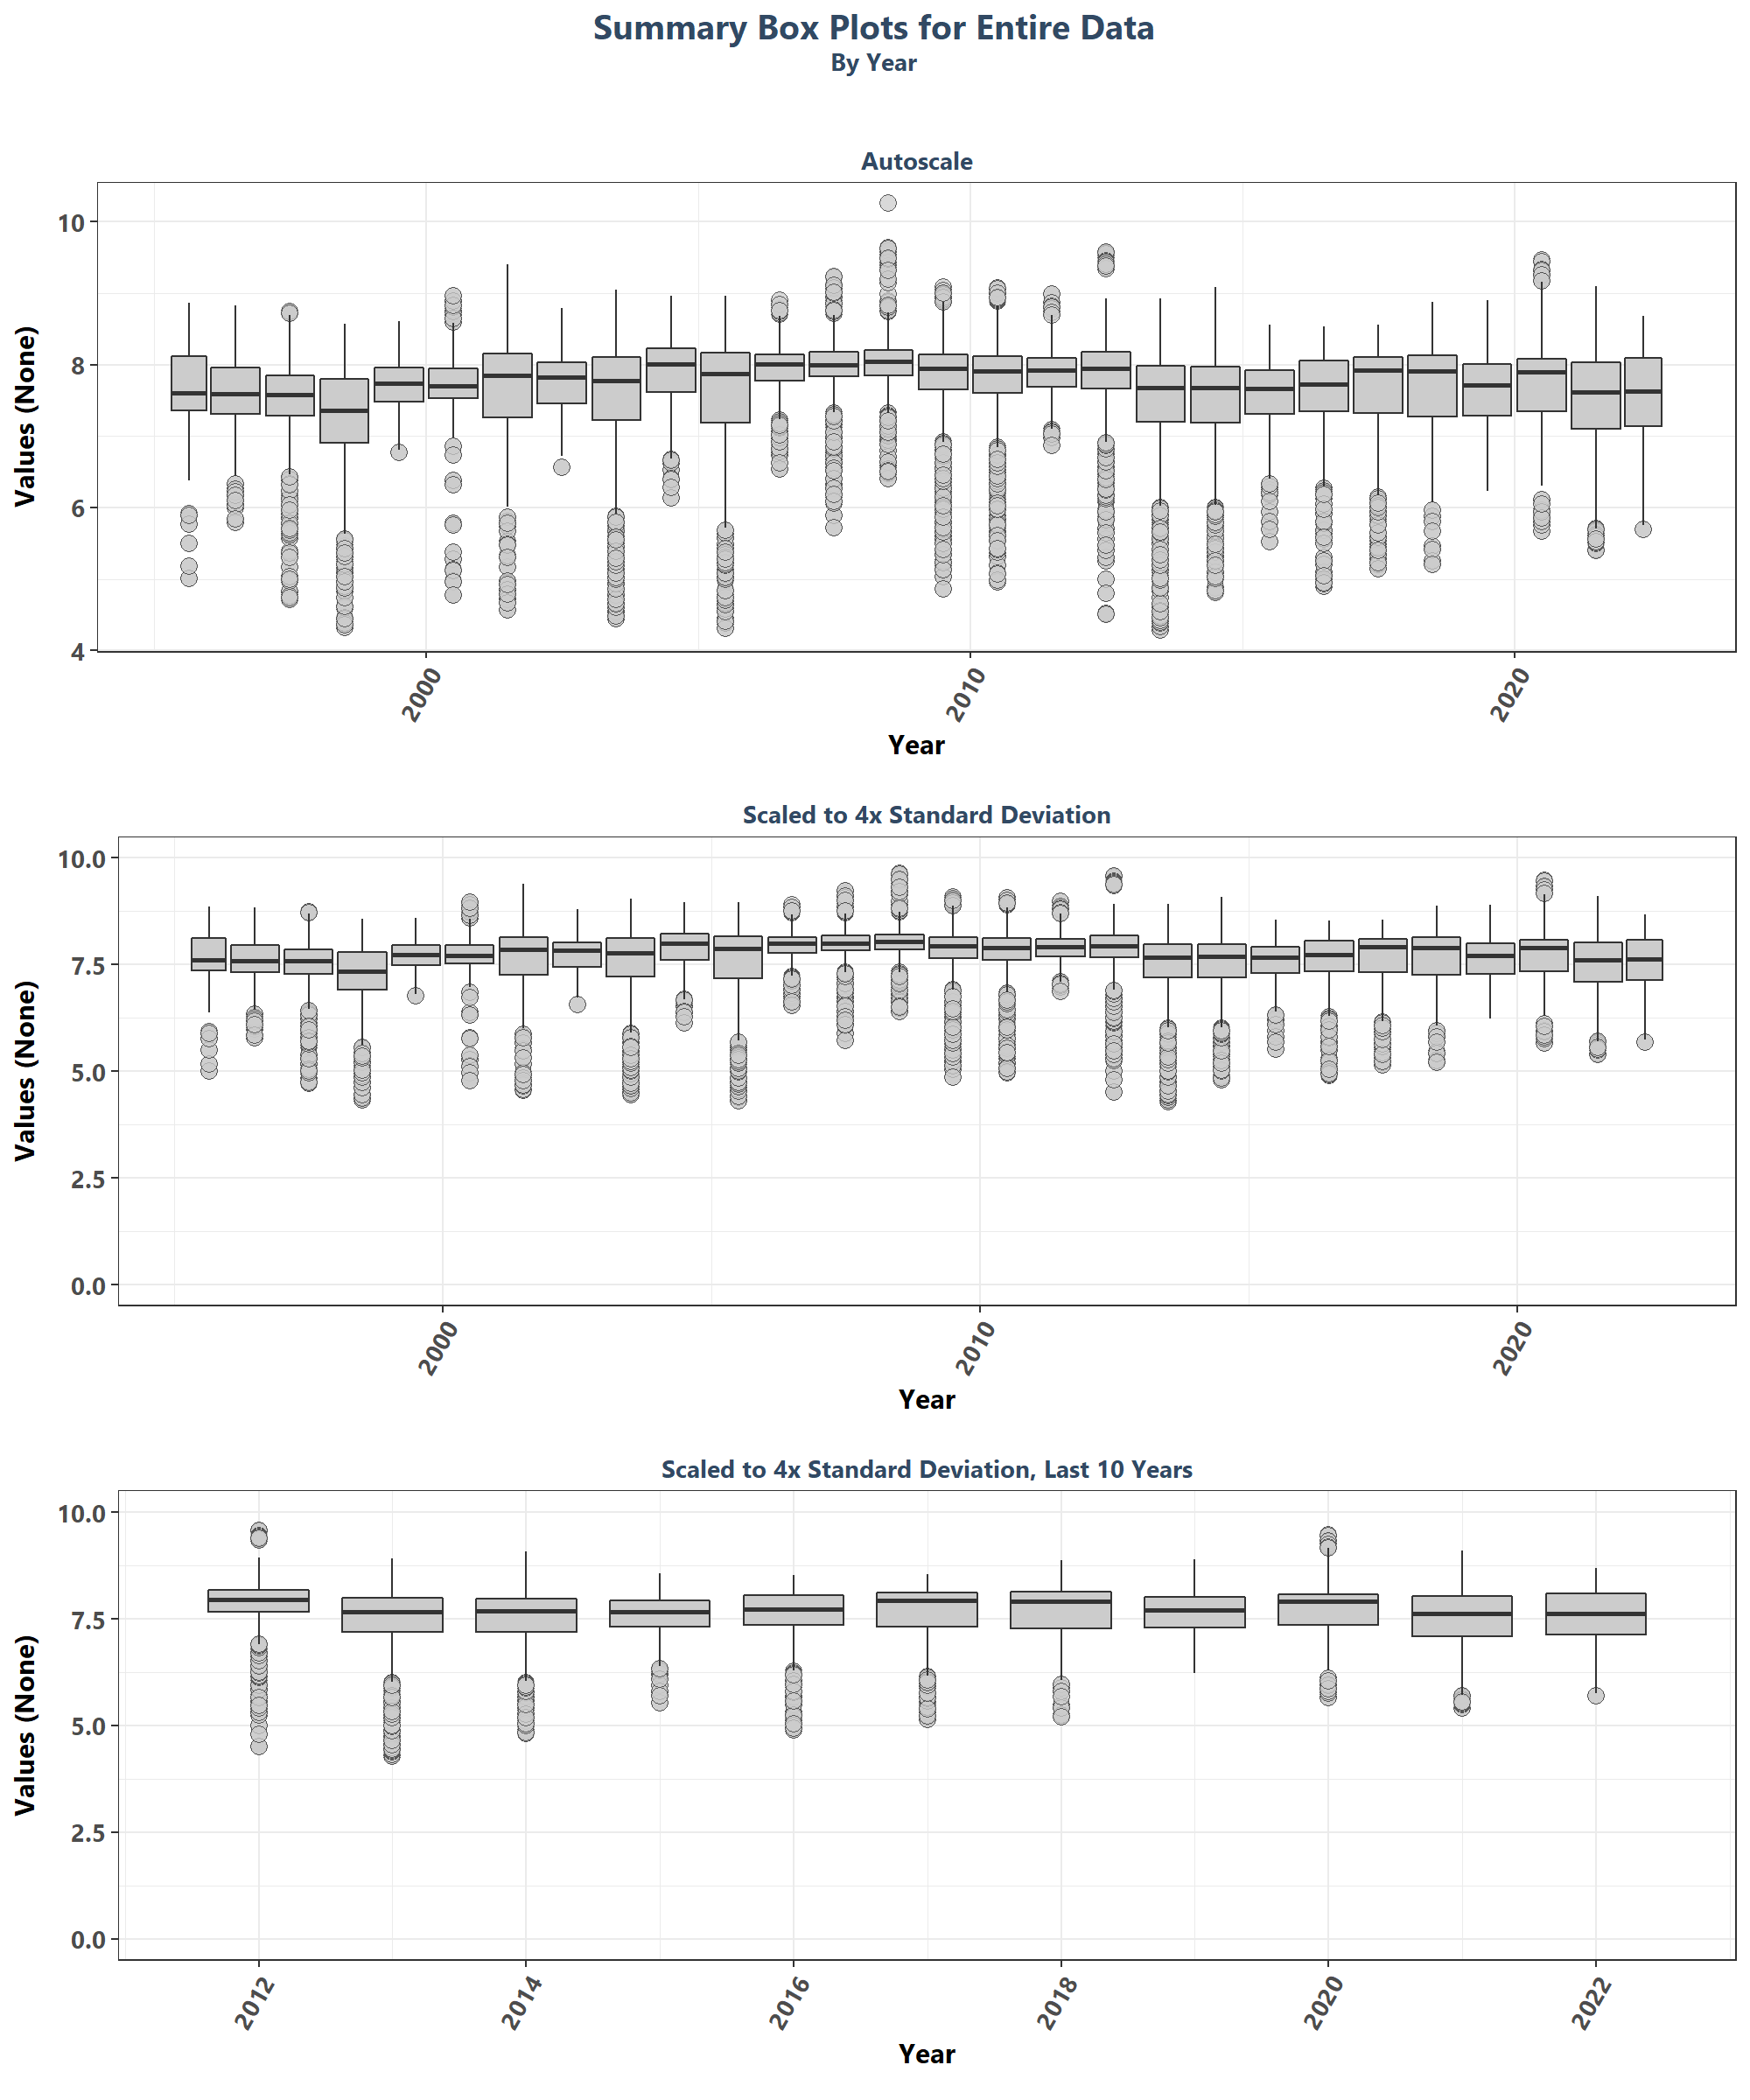 Summary Box Plots for Entire Data
By Year
Autoscale
Values (None)
10
8
6
4
2000
2010
2020
Year
Scaled to 4x Standard Deviation
Values (None)
10.0
7.5
5.0
2.5
0.0
2000
2010
2020
Year
Scaled to 4x Standard Deviation, Last 10 Years
Values (None)
10.0
7.5
5.0
2.5
0.0
2012
2014
2016
2018
2020
2022
Year